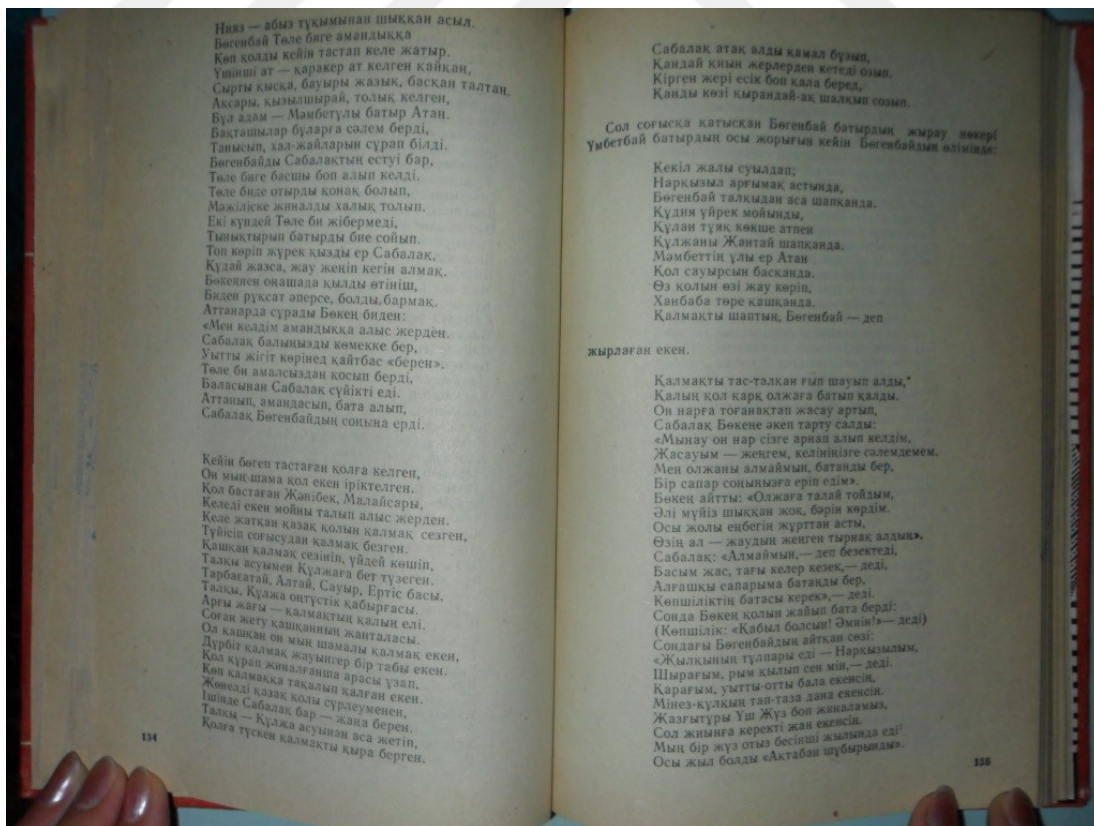 Нияз — абыз тұқымынан шыққан асыл.
Бөгенбай Төле биге амандыққа
Көп қолды кейін тастап келе жатыр.
Үшінші ат — қаракер ат келген қайқаң,
Сырты қысқа, бауыры жазық, басқан талтаң.
Ақсары, қызылшырай, толық келген,
Бұл адам — Мәмбетұлы батыр Атан.
Бақташылар бұларға сәлем берді,
Танысып, хал-жайларын сұрап білді.
Бөгенбайды Сабалақтың естуі бар,
Төле биге басшы боп алып келді.
Төле биде отырды қонақ болып,
Мәжіліске жиналды халық толып.
Екі күндей Төле би жібермеді,
Тынықтырып батырды бие сойып.
Топ көріп жүрек қызды ер Сабалақ,
Құдай жазса, жау жеңіп кегін алмақ.
Бөкеңнен оңашада қылды өтініш,
Биден рұқсат әперсе, болды бармақ.
Аттанарда сұрады Бөкең биден:
«Мен келдім амандыққа алыс жерден.
Сабалақ балыңызды көмекке бер,
Уытты жігіт көрінед қайтбас «берен».
Төле би амалсыздан қосып берді,
Баласынан Сабалақ сүйікті еді.
Аттанып, амандасып, бата алып,
Сабалақ Бөгенбайдың соңына ерді.
Кейін бөгеп тастаған қолға келген,
Он мың шама қол екен іріктелген.
Қол бастаған Жәнібек, Малайсары,
Келеді екен мойны талып алыс жерден.
Келе жатқан қазақ қолын қалмақ сезген,
Түйісіп соғысудан қалмақ безген.
Қашқан қалмақ сезініп, үйдей көшіп,
Талқы асуымен Құлжаға бет түзеген.
Тарбағатай, Алтай, Сауыр, Ертіс басы,
Талқы, Құлжа оңтүстік қабырғасы.
Арғы жағы — қалмақтың қалың елі.
Соған жету қашқанның жанталасы.
Ол қашқан он мың шамалы қалмақ екен,
Дүрбіт қалмақ жауынгер бір табы екен.
Қол құрап жиналғанша арасы ұзап,
Көп қалмаққа тақалып қалған екен.
Жөнелді қазақ қолы сүрлеуменен,
Ішінде Сабалақ бар — жаңа берен.
Талқы — Құлжа асуынан аса жетіп,
Қолға түскен қалмақты қыра берген.
134
Сабалақ атақ алды қамал бұзып,
Қандай қиын жерлерден кетеді озып.
Кірген жері есік боп қала беред,
Қанды көзі қырандай-ақ шалқып созып.
Сол соғысқа қатысқан Бөгенбай батырдың жырау нөкері
Үмбетбай батырдың осы жорығын кейін Бөгенбайдың өлімінде:
Кекіл жалы суылдап;
Нарқызыл арғымақ астында,
Бөгенбай талқыдан аса шапқанда.
Құдия үйрек мойынды,
Құлан тұяқ көкше атпен
Құлжаны Жантай шапқанда.
Мәмбеттің ұлы ер Атан
Қол сауырсын басқанда.
Өз қолын өзі жау көріп,
Ханбаба төре қашқанда.
Қалмақты шаптың, Бөгенбай — деп
жырлаған екен.
Қалмақты тас-талқан ғып шауып алды,*
Қалың қол қарқ олжаға батып қалды.
Он нарға тоғанақтап жасау артып,
Сабалақ Бөкеңе әкеп тарту салды:
«Мынау он нар сізге арнап алып келдім,
Жасауым — жеңгем, келініңізге сәлемдемем.
Мен олжаны алмаймын, батаңды бер,
Бір сапар соңыңызға еріп едім».
Бөкең айтты: «Олжаға талай тойдым,
Әлі мүйіз шыққан жоқ, бәрін көрдім.
Осы жолы еңбегің жұрттан асты,
Өзің ал — жаудың жеңген тырнақ алдың».
Сабалақ: «Алмаймын,— деп безектеді,
Басым жас, тағы келер кезек,— деді,
Алғашқы сапарыма батаңды бер,
Көпшіліктің батасы керек»,— деді.
Сонда Бөкең қолын жайып бата берді:
(Көпшілік: «Қабыл болсын! Әмин!»— деді)
Сондағы Бөгенбайдың айтқан сөзі:
«Жылқының тұлпары еді — Нарқызылым,
Шырағым, рым қылып сен мін,— деді.
Қарағым, уытты-отты бала екенсің,
Мінез-құлқың тап-таза дана екенсің.
Жазғытұры Үш Жүз боп жиналамыз,
Сол жиынға керекті жан екенсің.
Мың бір жүз отыз бесінші жылында еді
Осы жыл болды «Ақтабан шұбырынды».
135